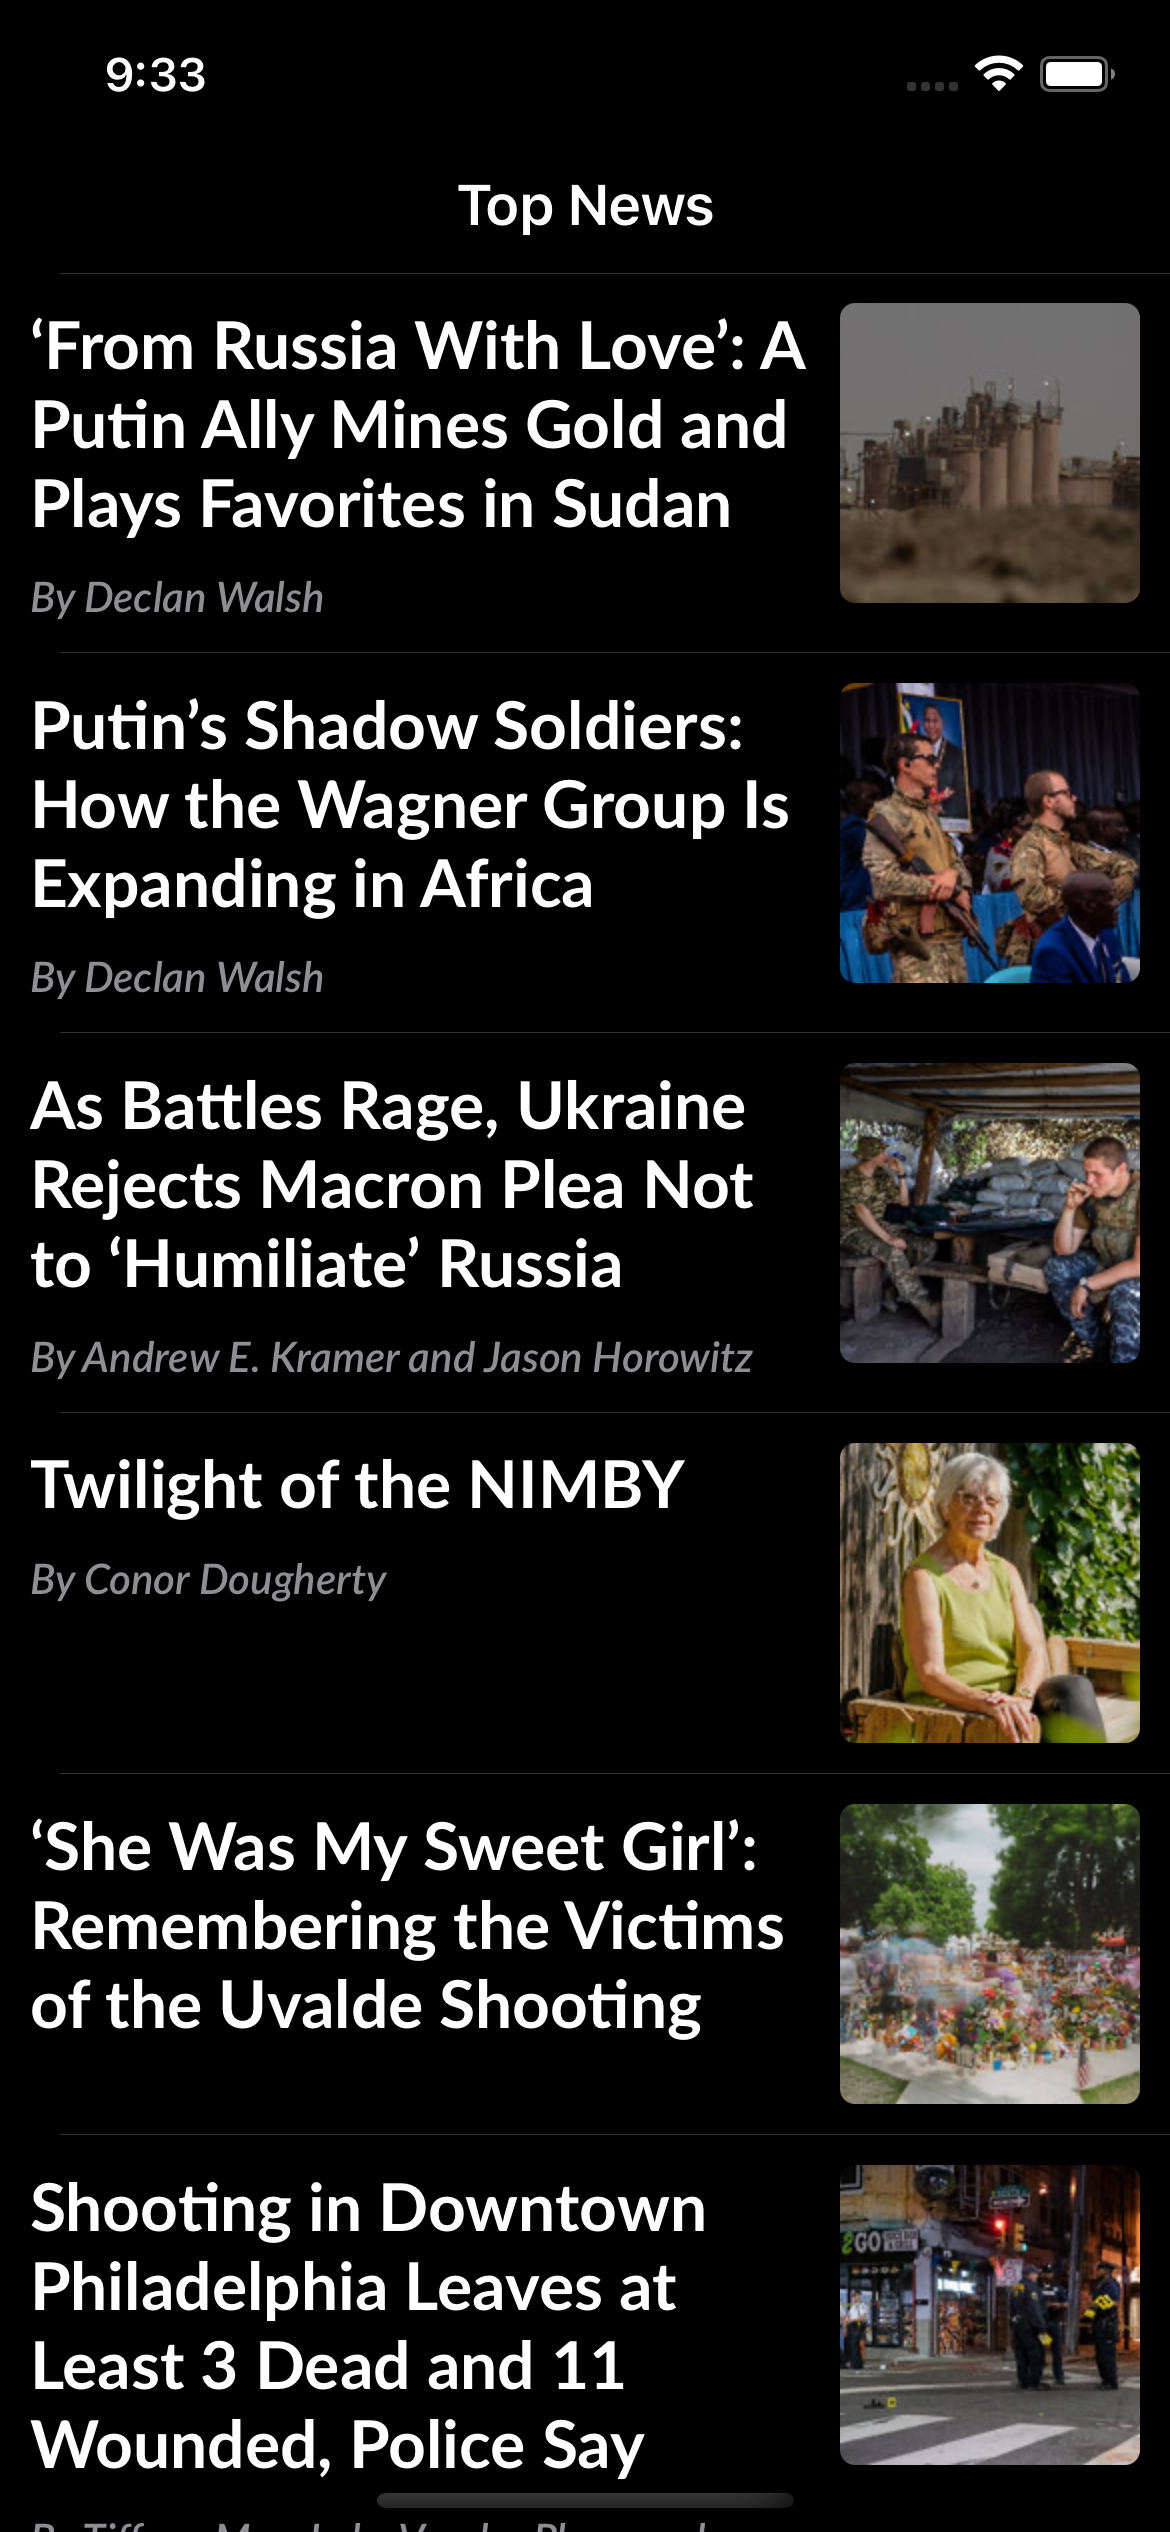 9:33
Top News
‘From Russia With Love’: A
Putin Ally Mines Gold and
Plays Favorites in Sudan
By Declan Walsh
Putin’s Shadow Soldiers:
How the Wagner Group Is
Expanding in Africa
By Declan Walsh
As Battles Rage, Ukraine
Rejects Macron Plea Not
to ‘Humiliate’ Russia
By Andrew E. Kramer and Jason Horowitz
Twilight of the NIMBY
By Conor Dougherty
‘She Was My Sweet Girl’:
Remembering the Victims
of the Uvalde Shooting
Shooting in Downtown
Philadelphia Leaves at
Least 3 Dead and 11
Wounded, Police Say
2GO
By